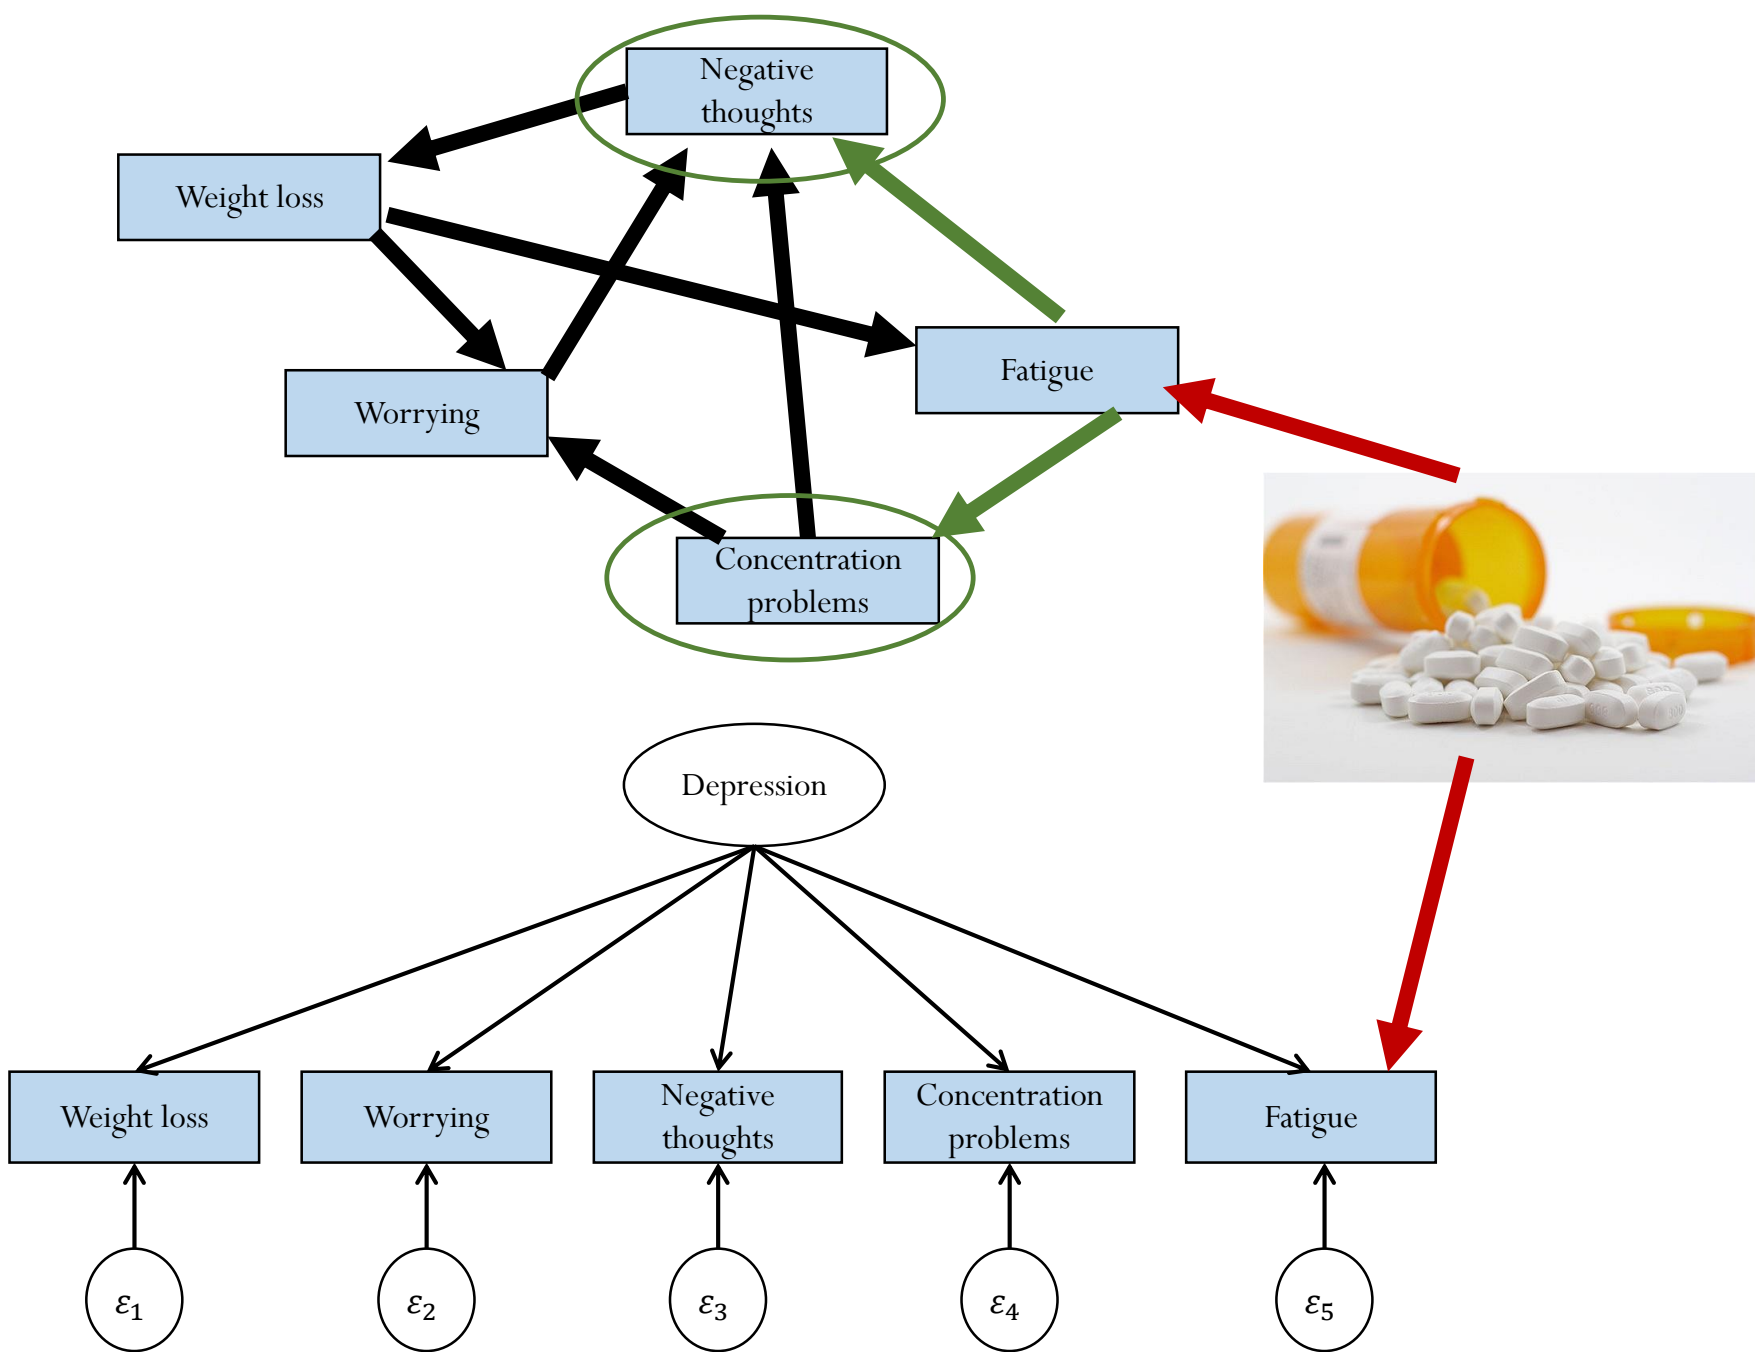 Negative
thoughts
Weight loss
Fatigue
Worrying
Concentration
problems
Depression
Weight loss
Worrying
Negative
thoughts
Concentration
problems
Fatigue
ε₁
ε₂
ε₃
ε₄
ε₅